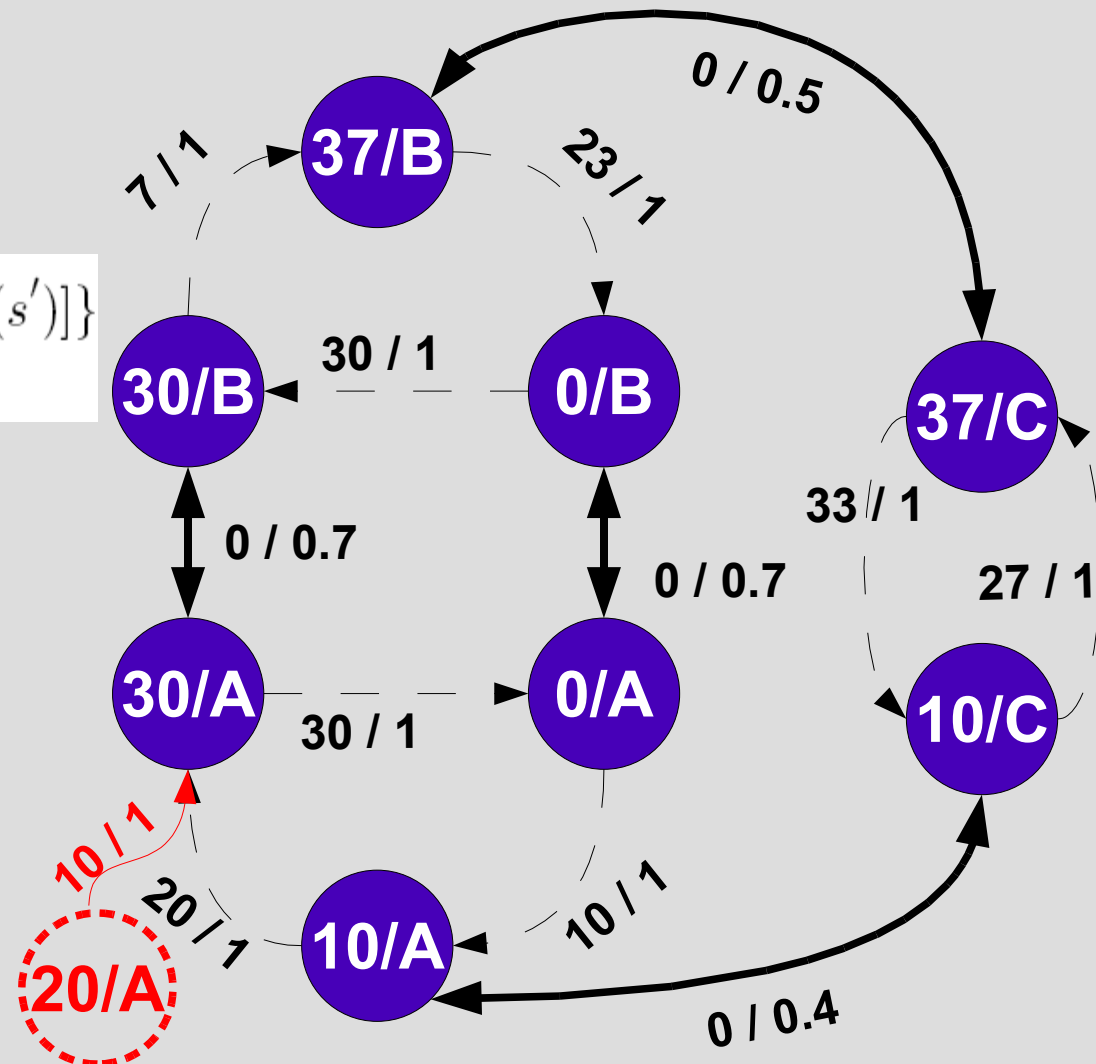 0 / 0.5
37/B
7 / 1
23 / 1
(s')]}
30 / 1
30/B
0/B
37/C
33 / 1
0 / 0.7
0 / 0.7
27 / 1
30/A
0/A
10/C
30 / 1
10 / 1
20 / 1
10 / 1
10/A
20/A
0 / 0.4